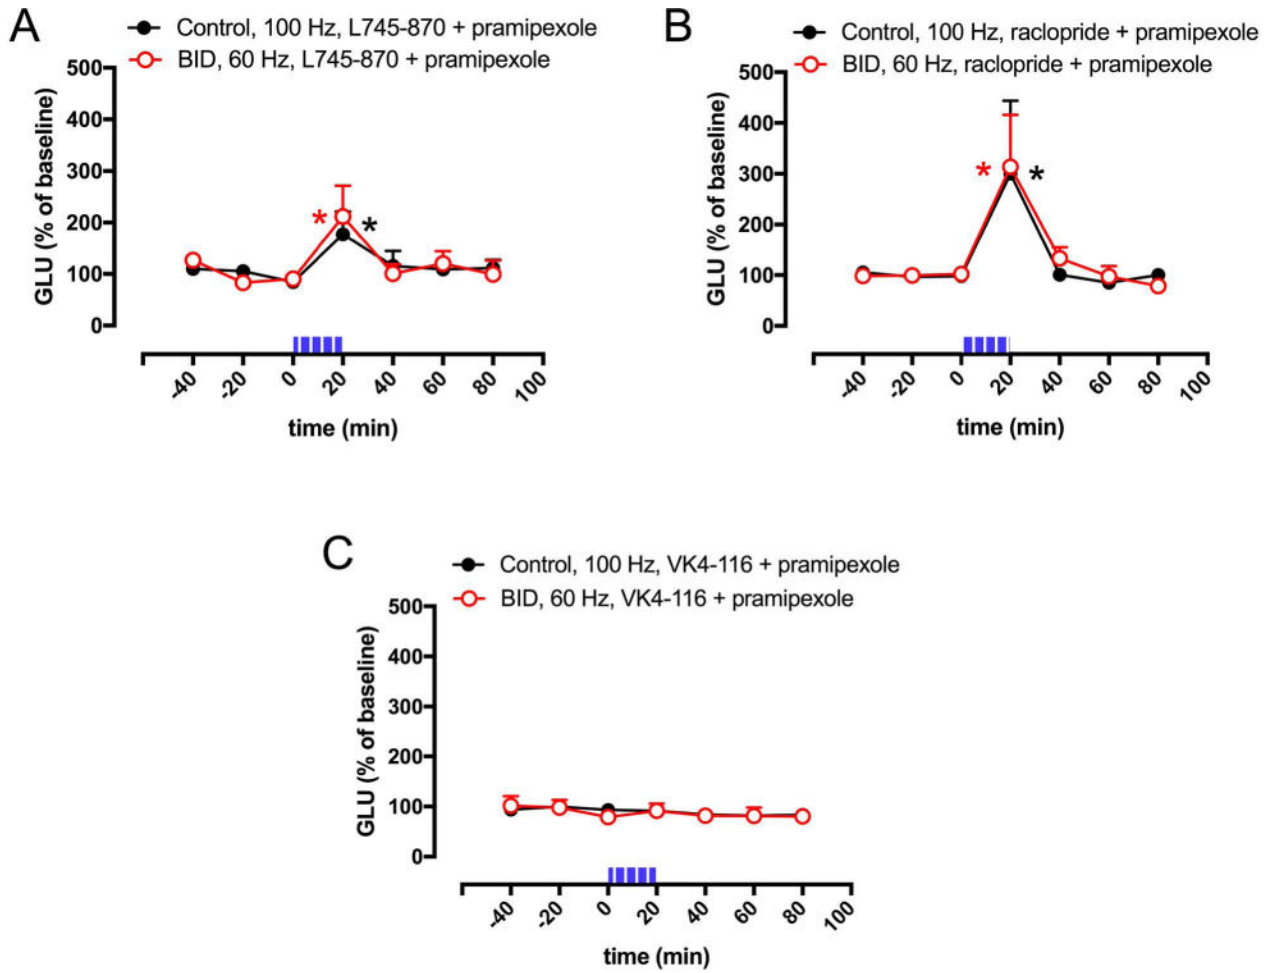 A
Control, 100 Hz, L745-870 + pramipexole
BID, 60 Hz, L745-870 + pramipexole
500
400
300
200
100
0
GLU (% of baseline)
* *
-40 -20 0 20 40 60 80 100
time (min)
B
Control, 100 Hz, raclopride + pramipexole
BID, 60 Hz, raclopride + pramipexole
500
400
300
200
100
0
GLU (% of baseline)
* *
-40 -20 0 20 40 60 80 100
time (min)
C
Control, 100 Hz, VK4-116 + pramipexole
BID, 60 Hz, VK4-116 + pramipexole
500
400
300
200
100
0
GLU (% of baseline)
-40 -20 0 20 40 60 80 100
time (min)